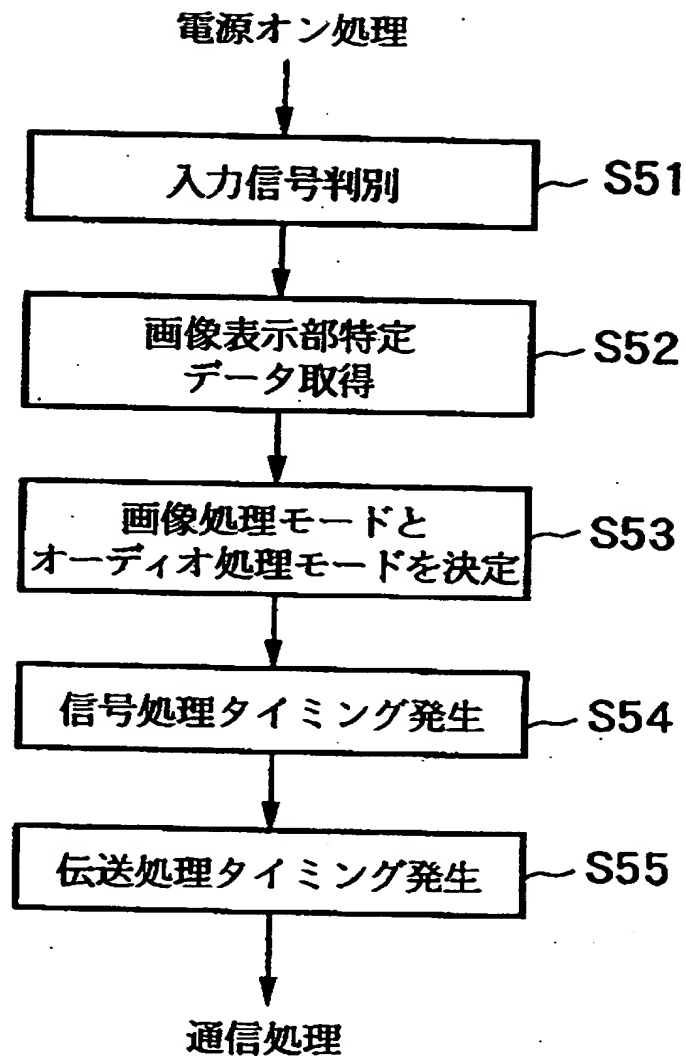 電源オン処理
入力信号判別
S51
画像表示部特定
データ取得
S52
画像処理モードと
オーディオ処理モードを決定
S53
信号処理タイミング発生
S54
伝送処理タイミング発生
S55
通信処理